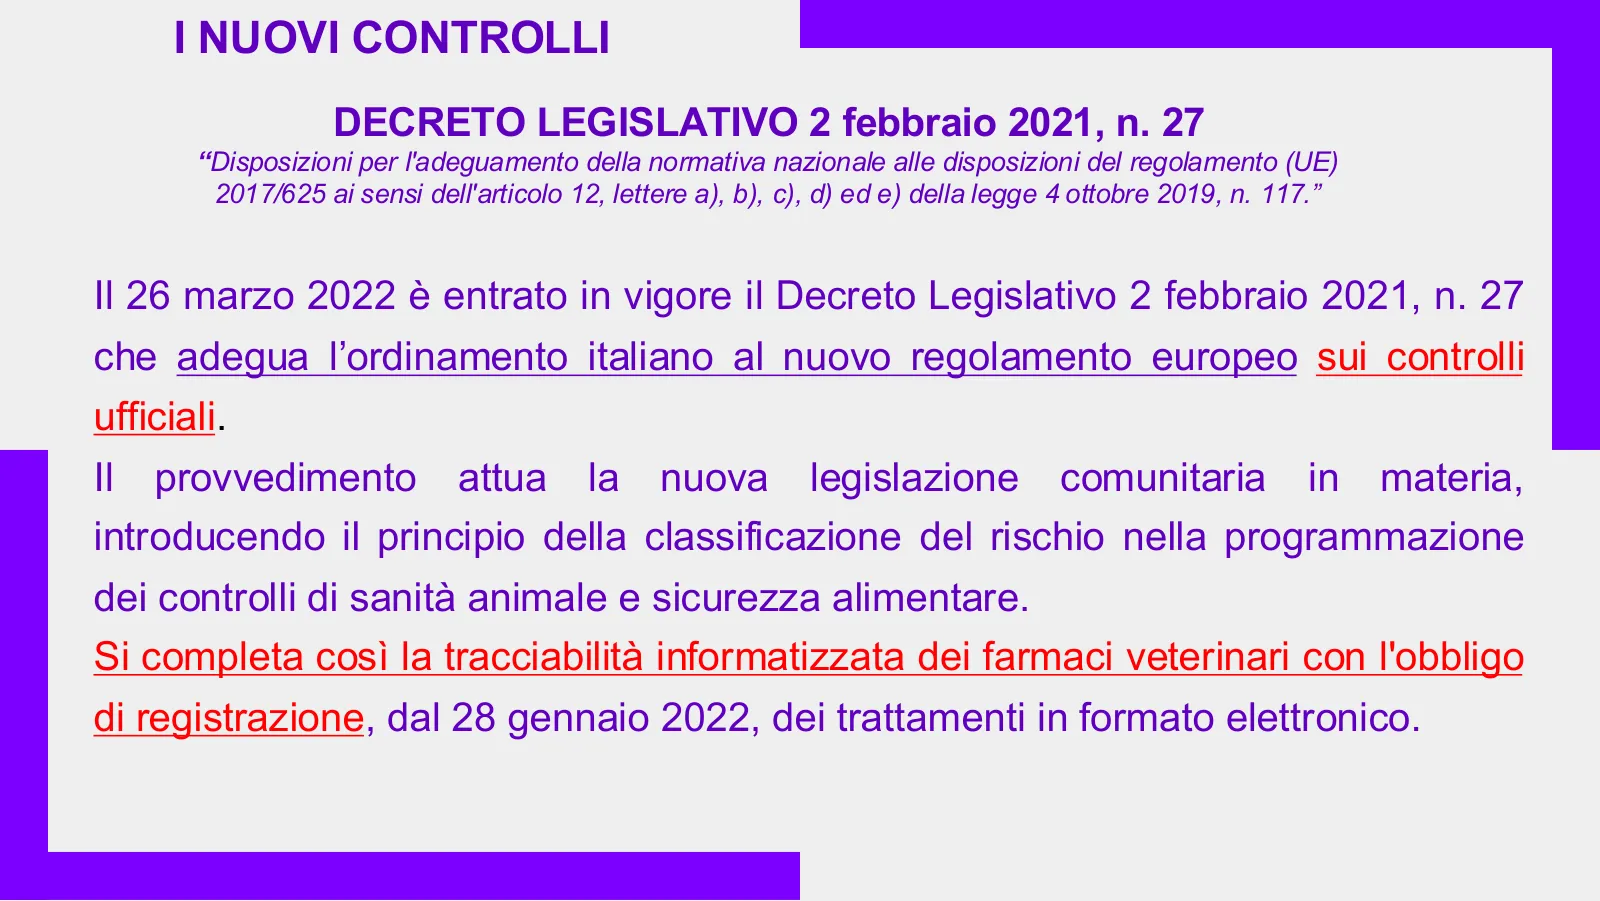 I NUOVI CONTROLLI
DECRETO LEGISLATIVO 2 febbraio 2021, n. 27
“Disposizioni per l'adeguamento della normativa nazionale alle disposizioni del regolamento (UE)
2017/625 ai sensi dell'articolo 12, lettere a), b), c), d) ed e) della legge 4 ottobre 2019, n. 117.”
Il 26 marzo 2022 è entrato in vigore il Decreto Legislativo 2 febbraio 2021, n. 27
che adegua l’ordinamento italiano al nuovo regolamento europeo sui controlli
ufficiali.
Il provvedimento attua la nuova legislazione comunitaria in materia,
introducendo il principio della classificazione del rischio nella programmazione
dei controlli di sanità animale e sicurezza alimentare.
Si completa così la tracciabilità informatizzata dei farmaci veterinari con l'obbligo
di registrazione, dal 28 gennaio 2022, dei trattamenti in formato elettronico.